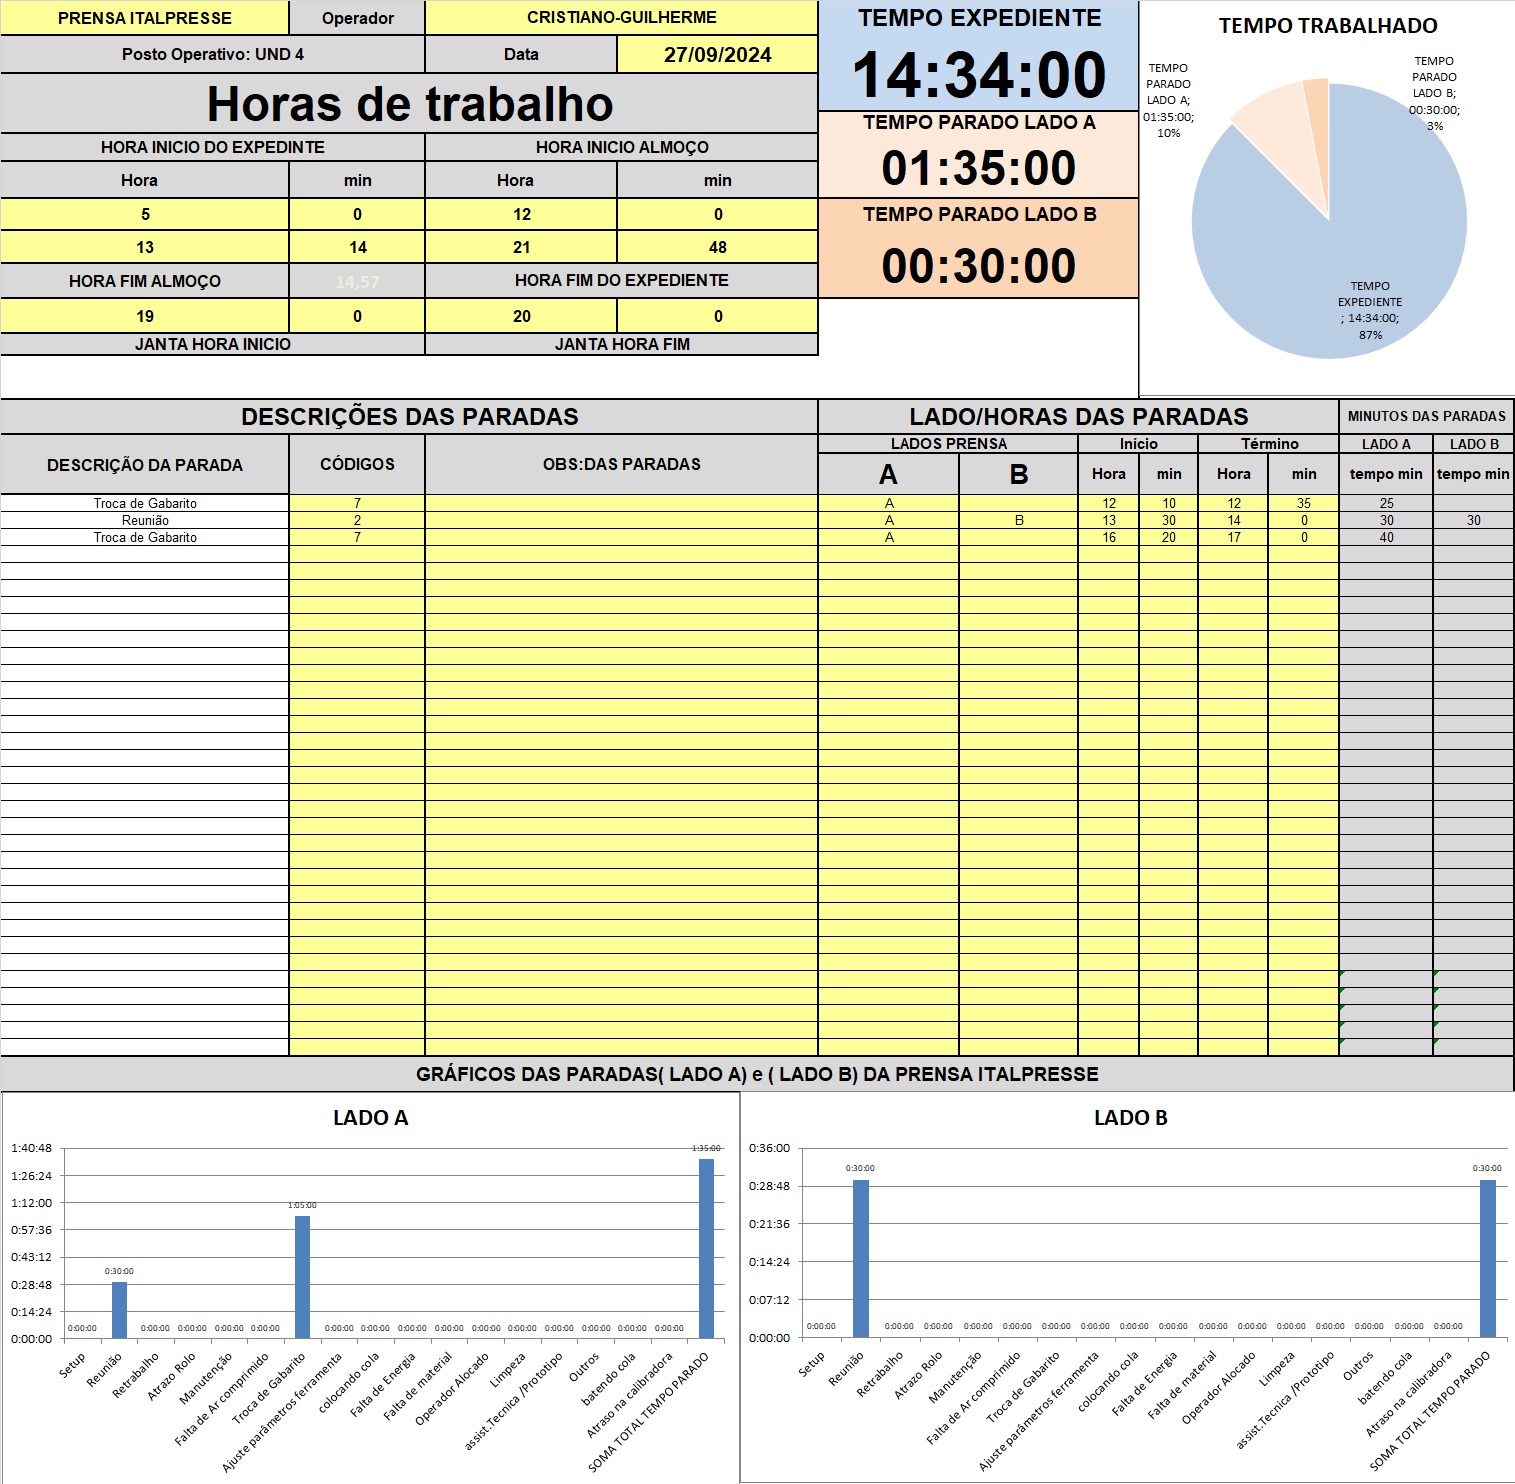 PRENSA ITALPRESSE Operador CRISTIANO-GUILHERME
Posto Operativo: UND 4 Data 27/09/2024
Horas de trabalho
HORA INICIO DO EXPEDINTE HORA INICIO ALMOÇO
Hora min Hora min
5 0 12 0
13 14 21 48
HORA FIM ALMOÇO 14,57 HORA FIM DO EXPEDIENTE
19 0 20 0
JANTA HORA INICIO JANTA HORA FIM
TEMPO EXPEDIENTE
14:34:00
TEMPO PARADO LADO A
01:35:00
TEMPO PARADO LADO B
00:30:00
TEMPO TRABALHADO
TEMPO
PARADO
LADO A;
01:35:00;
10%
TEMPO
PARADO
LADO B;
00:30:00;
3%
TEMPO
EXPEDIENTE
; 14:34:00;
87%
DESCRIÇÕES DAS PARADAS LADO/HORAS DAS PARADAS MINUTOS DAS PARADAS
DESCRIÇÃO DA PARADA CÓDIGOS OBS:DAS PARADAS LADOS PRENSA Início Término LADO A LADO B
A B Hora min Hora min tempo min tempo min
Troca de Gabarito 7 A 12 10 12 35 25
Reunião 2 A B 13 30 14 0 30 30
Troca de Gabarito 7 A 16 20 17 0 40
GRÁFICOS DAS PARADAS( LADO A) e ( LADO B) DA PRENSA ITALPRESSE
LADO A
1:40:48
1:26:24
1:12:00
0:57:36
0:43:12
0:28:48
0:14:24
0:00:00
0:00:00 0:30:00 0:00:00 0:00:00 0:00:00 0:00:00 1:05:00 0:00:00 0:00:00 0:00:00 0:00:00 0:00:00 0:00:00 0:00:00 0:00:00 0:00:00 0:00:00 1:35:00
Setup
Reunião
Retrabalho
Atrazo Rolo
Manutenção
Falta de Ar comprimido
Troca de Gabarito
Ajuste parâmetros ferramenta
colocando cola
Falta de Energia
Falta de material
Operador Alocado
Limpeza
assist.Tecnica /Prototipo
Outros
batendo cola
Atraso na calibradora
SOMA TOTAL TEMPO PARADO
LADO B
0:36:00
0:28:48
0:21:36
0:14:24
0:07:12
0:00:00
0:00:00 0:30:00 0:00:00 0:00:00 0:00:00 0:00:00 0:00:00 0:00:00 0:00:00 0:00:00 0:00:00 0:00:00 0:00:00 0:00:00 0:00:00 0:00:00 0:00:00 0:30:00
Setup
Reunião
Retrabalho
Atrazo Rolo
Manutenção
Falta de Ar comprimido
Troca de Gabarito
Ajuste parâmetros ferramenta
colocando cola
Falta de Energia
Falta de material
Operador Alocado
Limpeza
assist.Tecnica /Prototipo
Outros
batendo cola
Atraso na calibradora
SOMA TOTAL TEMPO PARADO